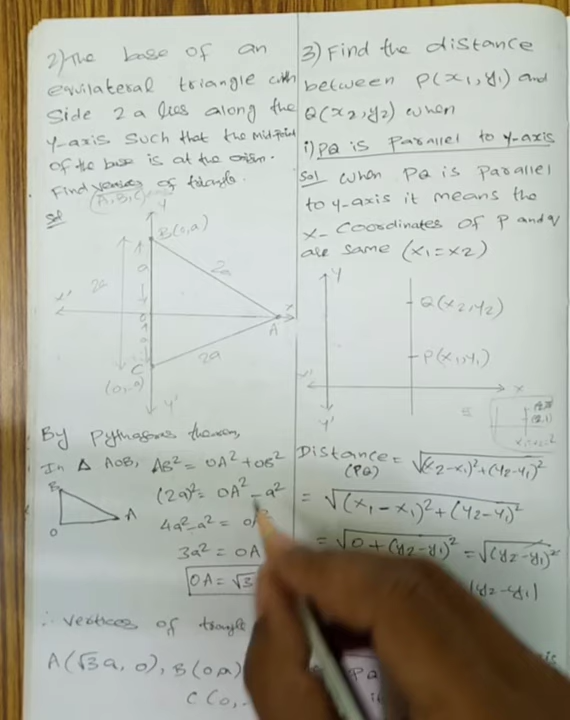 2) The base of an
equilateral triangle with
Side 2a lies along the
y-axis such that the mid-point
of the base is at the origin.
Find vertices of triangle.
(A, B, C)
Sol
Y
B(0,a)
2a
a
2a
X'
0
X
A
a
2a
C
(0,-a)
Y'
By Pythagoras theorem,
In Δ AOB, AB² = OA² + OB²
B
O
A
(2a)² = OA² - a²
4a² - a² = OA²
3a² = OA
OA = √3
∴ vertices of
A(√3 a, 0), B(0,a)
C (0,-
3) Find the distance
between P(x₁,y₁) and
Q(x₂,y₂) when
i) PQ is Parallel to y-axis
Sol when PQ is Parallel
to y-axis it means the
x-coordinates of P and Q
are same (x₁=x₂)
Y
Q(x₂,y₂)
P(x₁,y₁)
X'
X
Y'
Distance = √(x₂-x₁)²+(y₂-y₁)²
(PQ)
= √(x₁-x₁)²+(y₂-y₁)²
= √0+(y₂-y₁)² = √(y₂-y₁)²
|y₂-y₁|
PQ